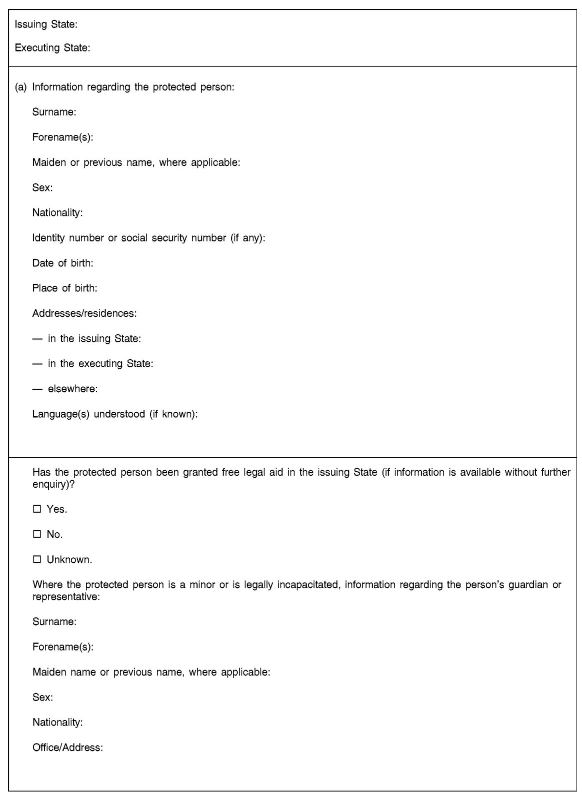 Issuing State:
Executing State:
(a) Information regarding the protected person:
Surname:
Forename(s):
Maiden or previous name, where applicable:
Sex:
Nationality:
Identity number or social security number (if any):
Date of birth:
Place of birth:
Addresses/residences:
— in the issuing State:
— in the executing State:
— elsewhere:
Language(s) understood (if known):
Has the protected person been granted free legal aid in the issuing State (if information is available without further
enquiry)?
☐ Yes.
☐ No.
☐ Unknown.
Where the protected person is a minor or is legally incapacitated, information regarding the person's guardian or
representative:
Surname:
Forename(s):
Maiden name or previous name, where applicable:
Sex:
Nationality:
Office/Address: